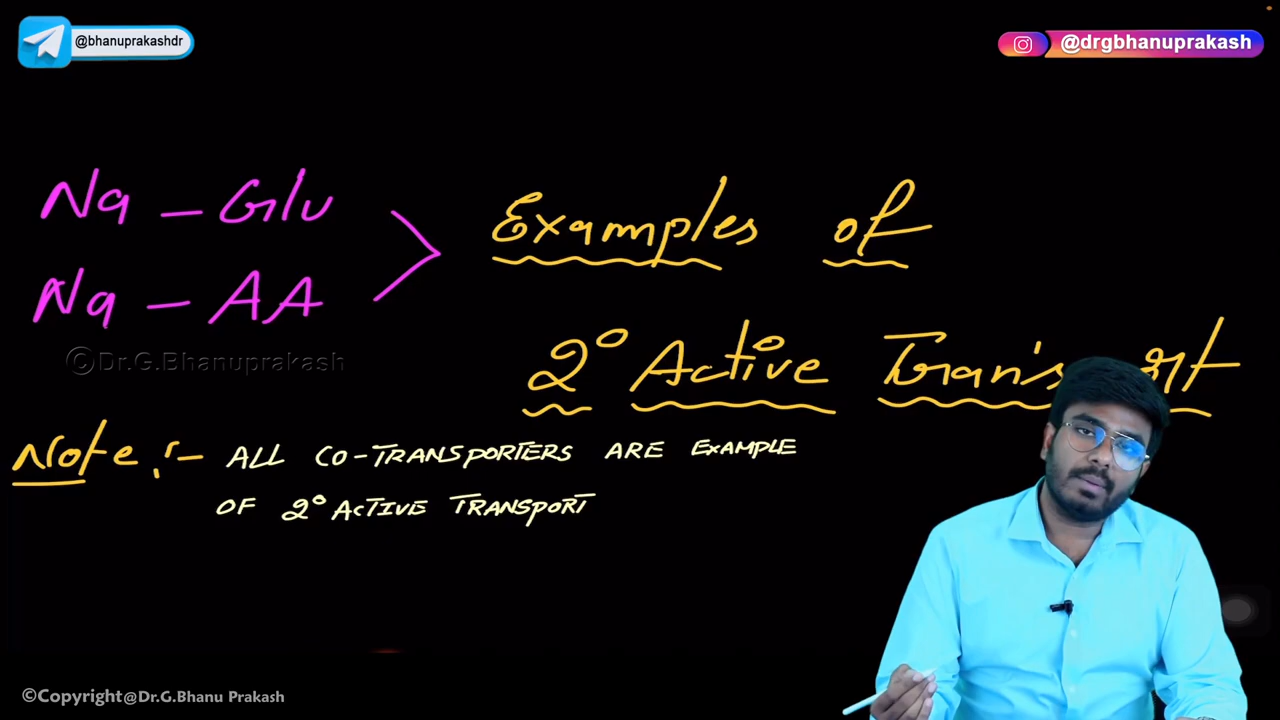 @bhanuprakashdr
@drgbhanuprakash
Na - Glu
Na - AA
Examples of
2° Active
©Dr.G.Bhanuprakash
Note :- ALL CO-TRANSPORTERS ARE EXAMPLE
OF 2° ACTIVE TRANSPORT
©Copyright@Dr.G.Bhanu Prakash